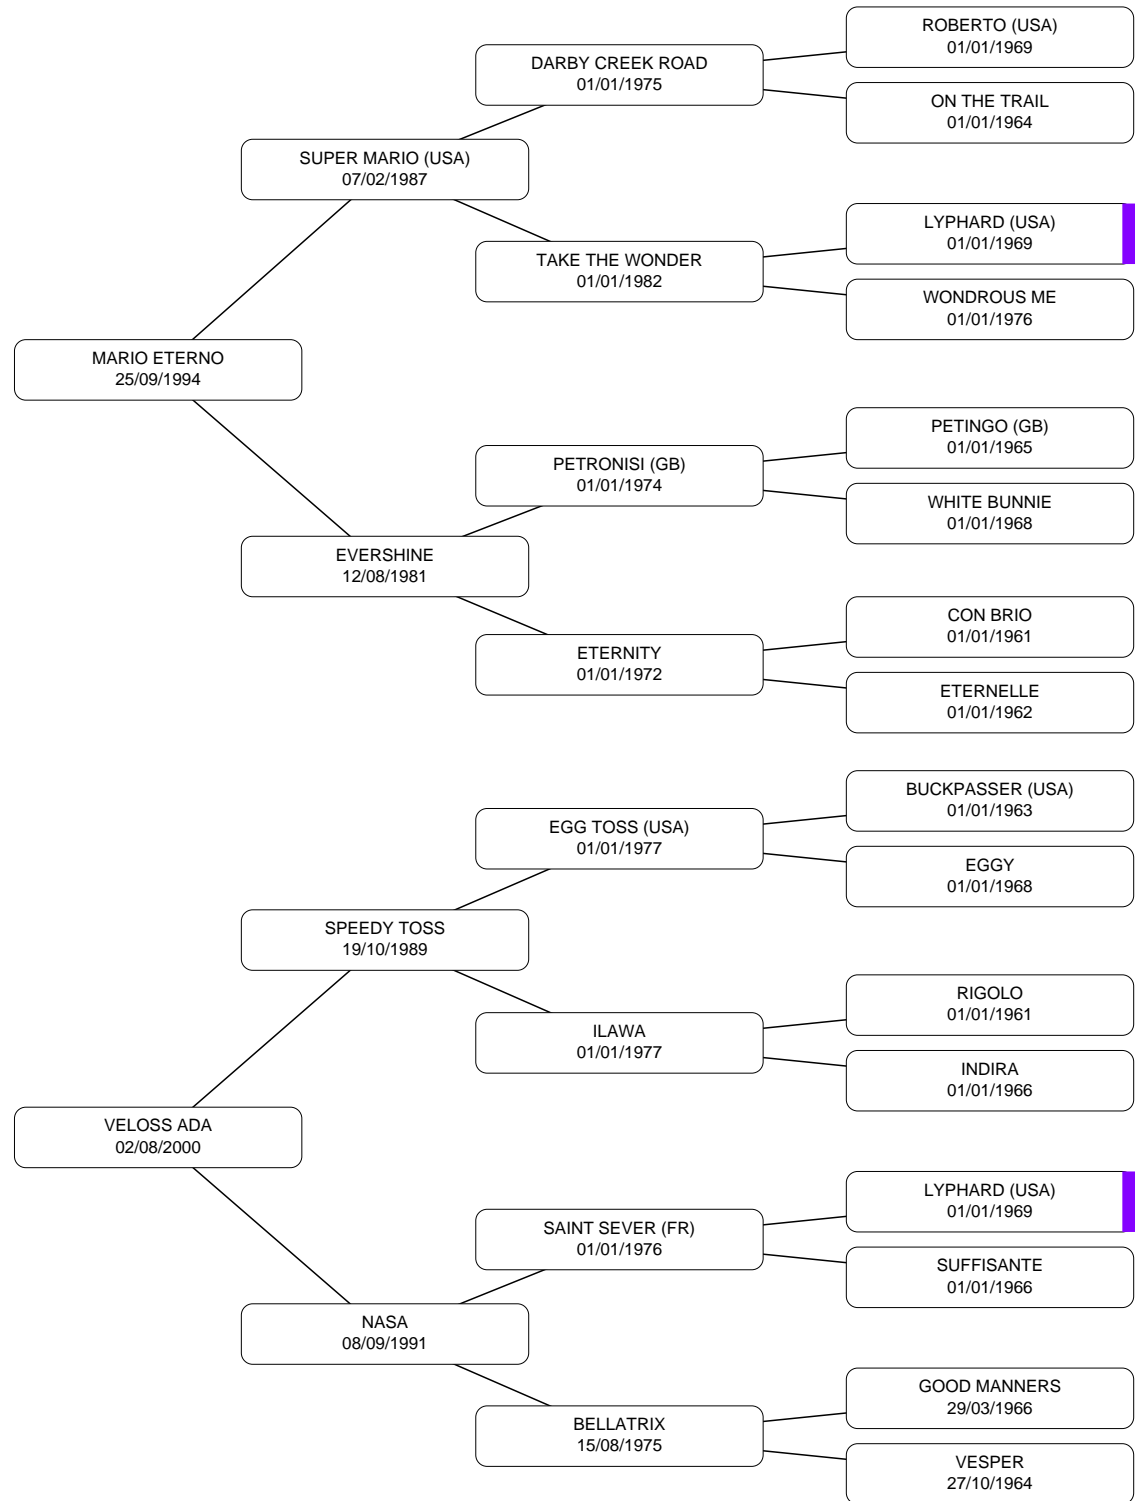 ROBERTO (USA)
01/01/1969
DARBY CREEK ROAD
01/01/1975
ON THE TRAIL
01/01/1964
SUPER MARIO (USA)
07/02/1987
LYPHARD (USA)
01/01/1969
TAKE THE WONDER
01/01/1982
WONDROUS ME
01/01/1976
MARIO ETERNO
25/09/1994
PETINGO (GB)
01/01/1965
PETRONISI (GB)
01/01/1974
WHITE BUNNIE
01/01/1968
EVERSHINE
12/08/1981
CON BRIO
01/01/1961
ETERNITY
01/01/1972
ETERNELLE
01/01/1962
BUCKPASSER (USA)
01/01/1963
EGG TOSS (USA)
01/01/1977
EGGY
01/01/1968
SPEEDY TOSS
19/10/1989
RIGOLO
01/01/1961
ILAWA
01/01/1977
INDIRA
01/01/1966
VELOSS ADA
02/08/2000
LYPHARD (USA)
01/01/1969
SAINT SEVER (FR)
01/01/1976
SUFFISANTE
01/01/1966
NASA
08/09/1991
GOOD MANNERS
29/03/1966
BELLATRIX
15/08/1975
VESPER
27/10/1964